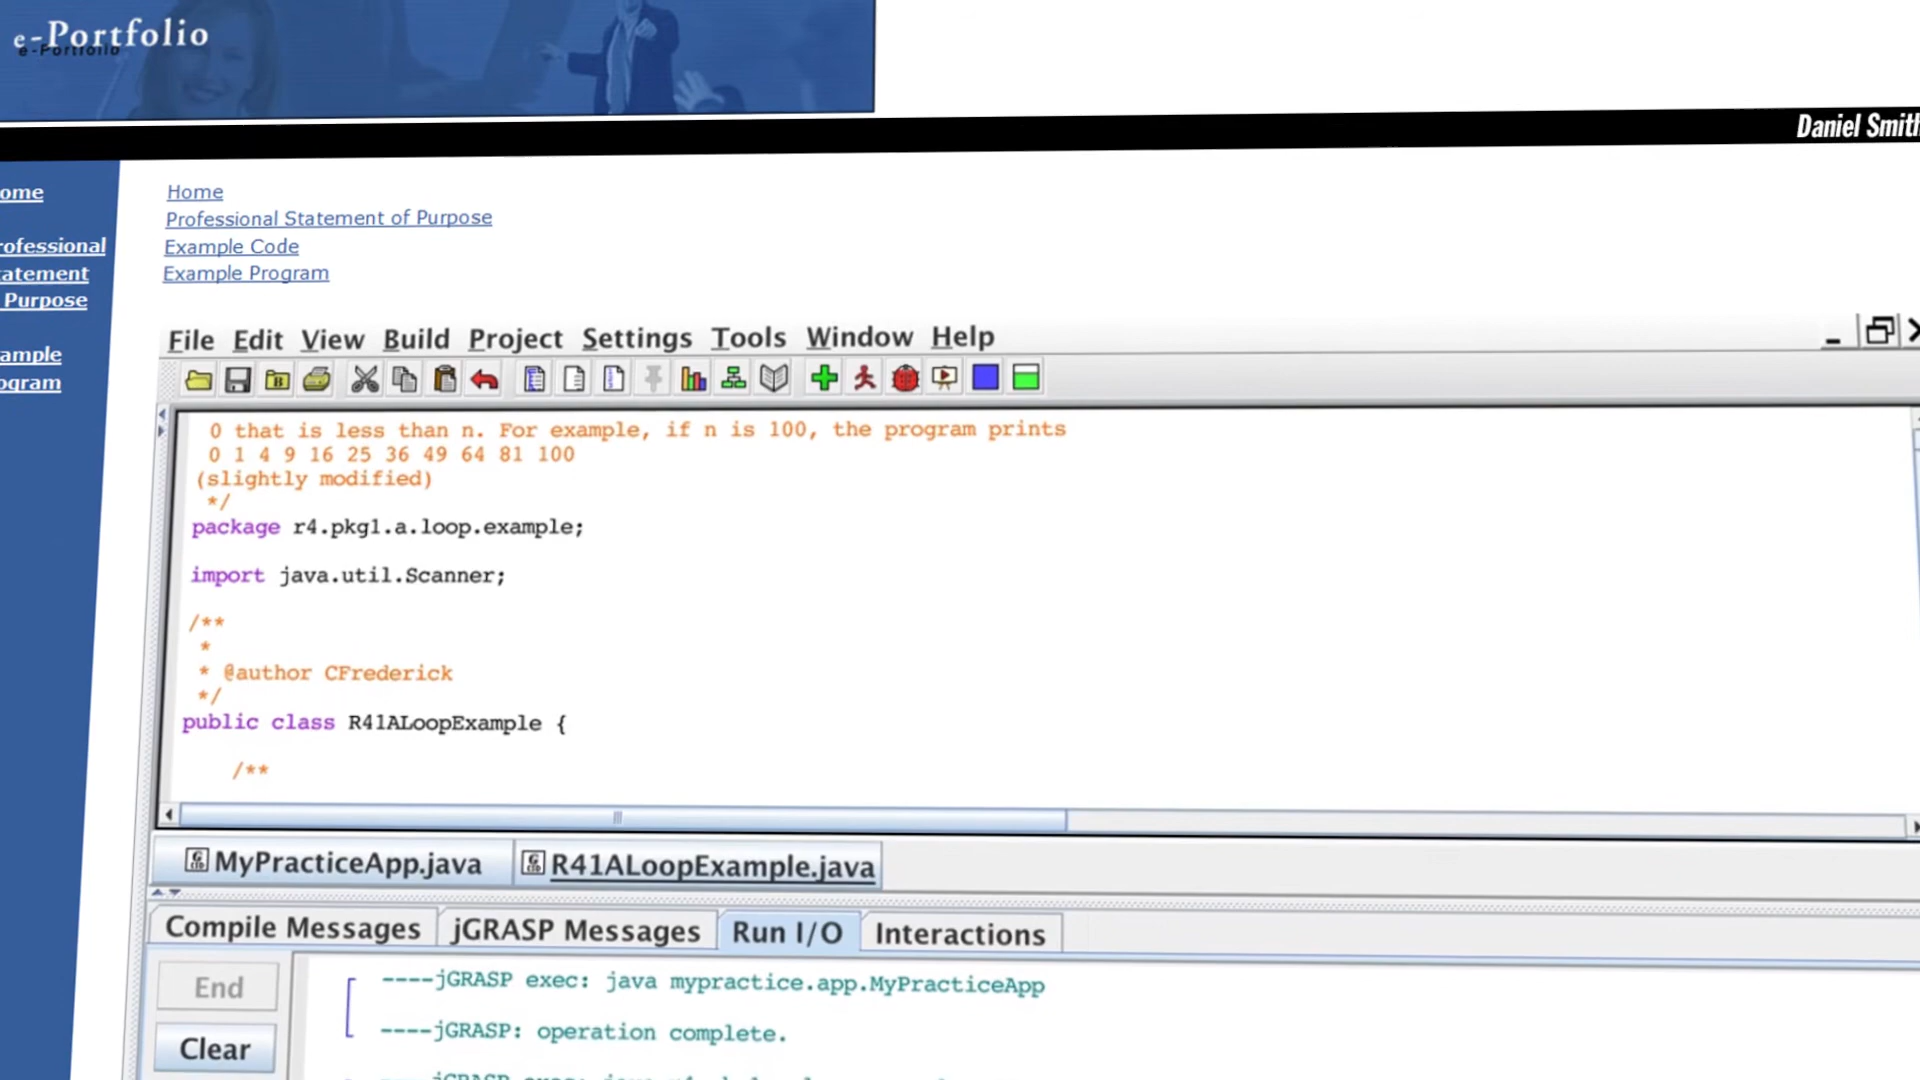 e-Portfolio
e-Portfolio
Daniel Smith
ome
rofessional
atement
Purpose
ample
ogram
Home
Professional Statement of Purpose
Example Code
Example Program
File Edit View Build Project Settings Tools Window Help
0 that is less than n. For example, if n is 100, the program prints
0 1 4 9 16 25 36 49 64 81 100
(slightly modified)
*/
package r4.pkg1.a.loop.example;
import java.util.Scanner;
/**
*
* @author CFrederick
*/
public class R41ALoopExample {
/**
MyPracticeApp.java R41ALoopExample.java
Compile Messages jGRASP Messages Run I/O Interactions
End
Clear
----jGRASP exec: java mypractice.app.MyPracticeApp
----jGRASP: operation complete.